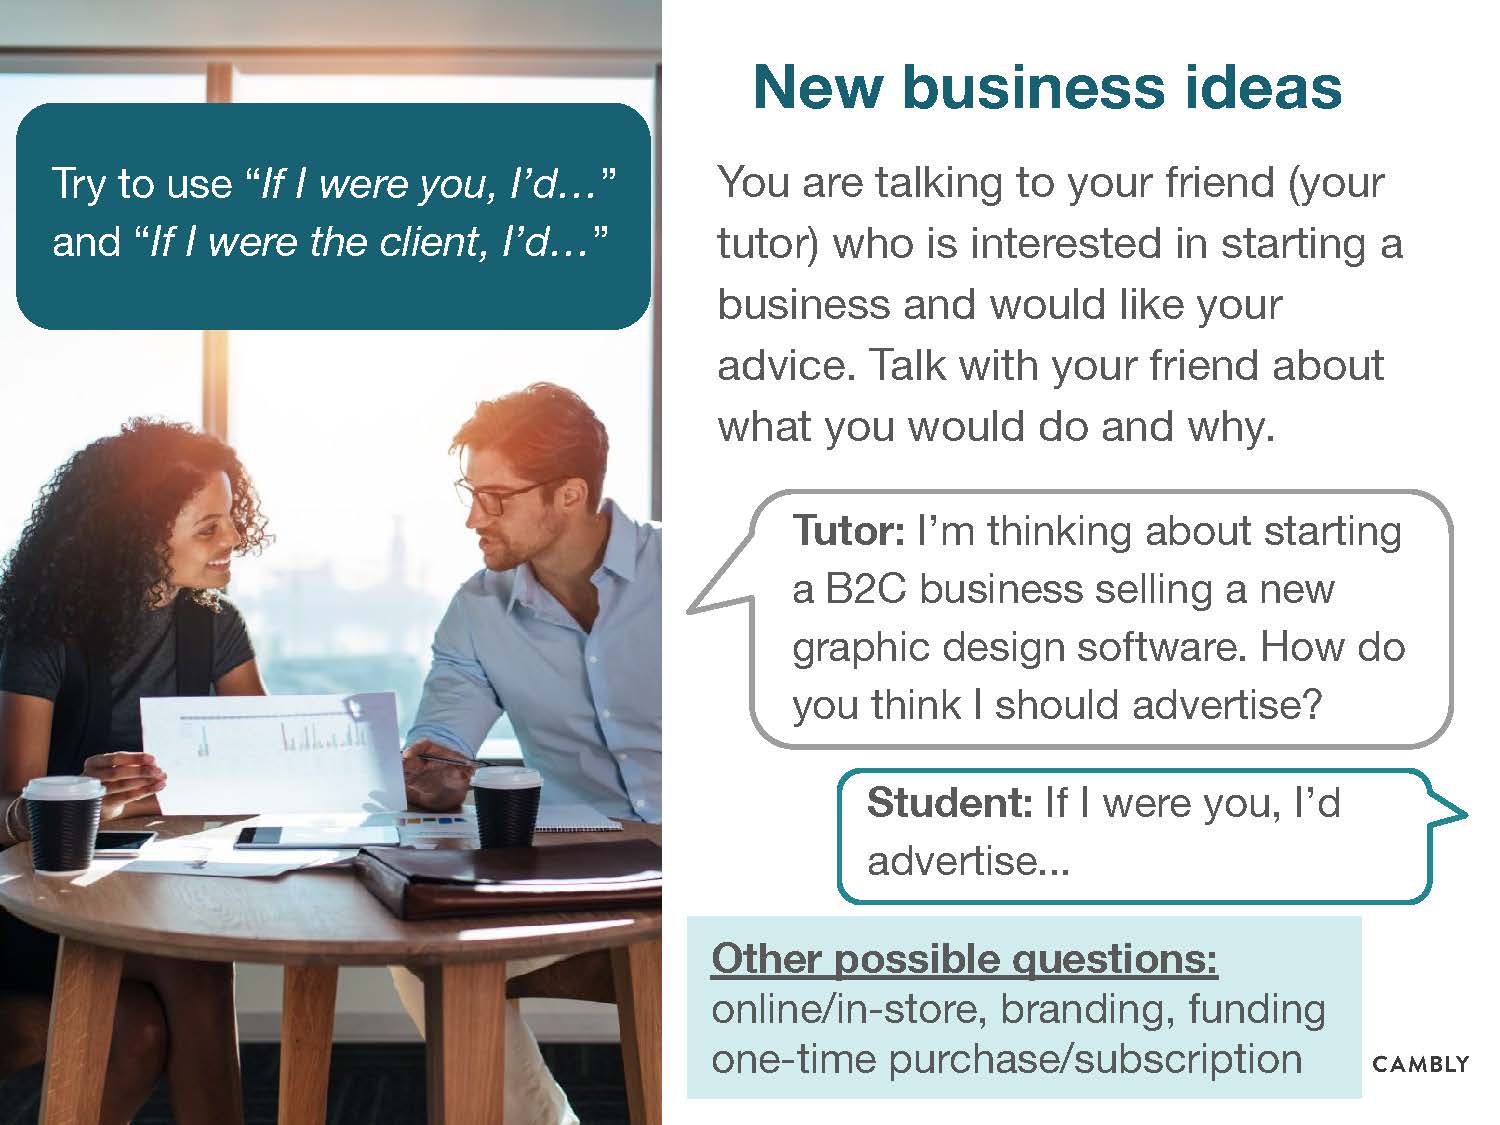 Try to use “If I were you, I’d…”
and “If I were the client, I’d…”
New business ideas
You are talking to your friend (your
tutor) who is interested in starting a
business and would like your
advice. Talk with your friend about
what you would do and why.
Tutor: I’m thinking about starting
a B2C business selling a new
graphic design software. How do
you think I should advertise?
Student: If I were you, I’d
advertise...
Other possible questions:
online/in-store, branding, funding
one-time purchase/subscription
CAMBLY